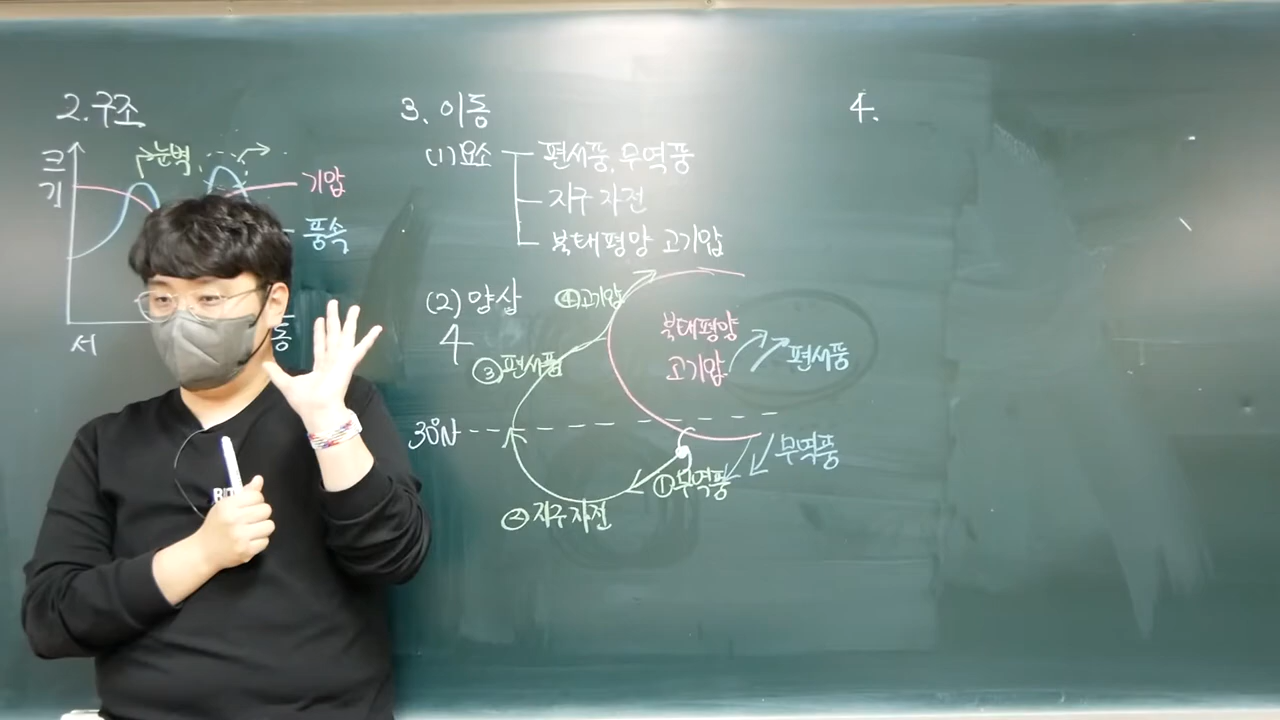 2. 구조
크기
눈벽
기압
풍속
서
동
3. 이동
(1) 요소
편서풍, 무역풍
지구 자전
북태평양 고기압
(2) 양상
4
④고기압
③편서풍
30°N
②지구 자전
①무역풍
북태평양
고기압
편서풍
무역풍
4.